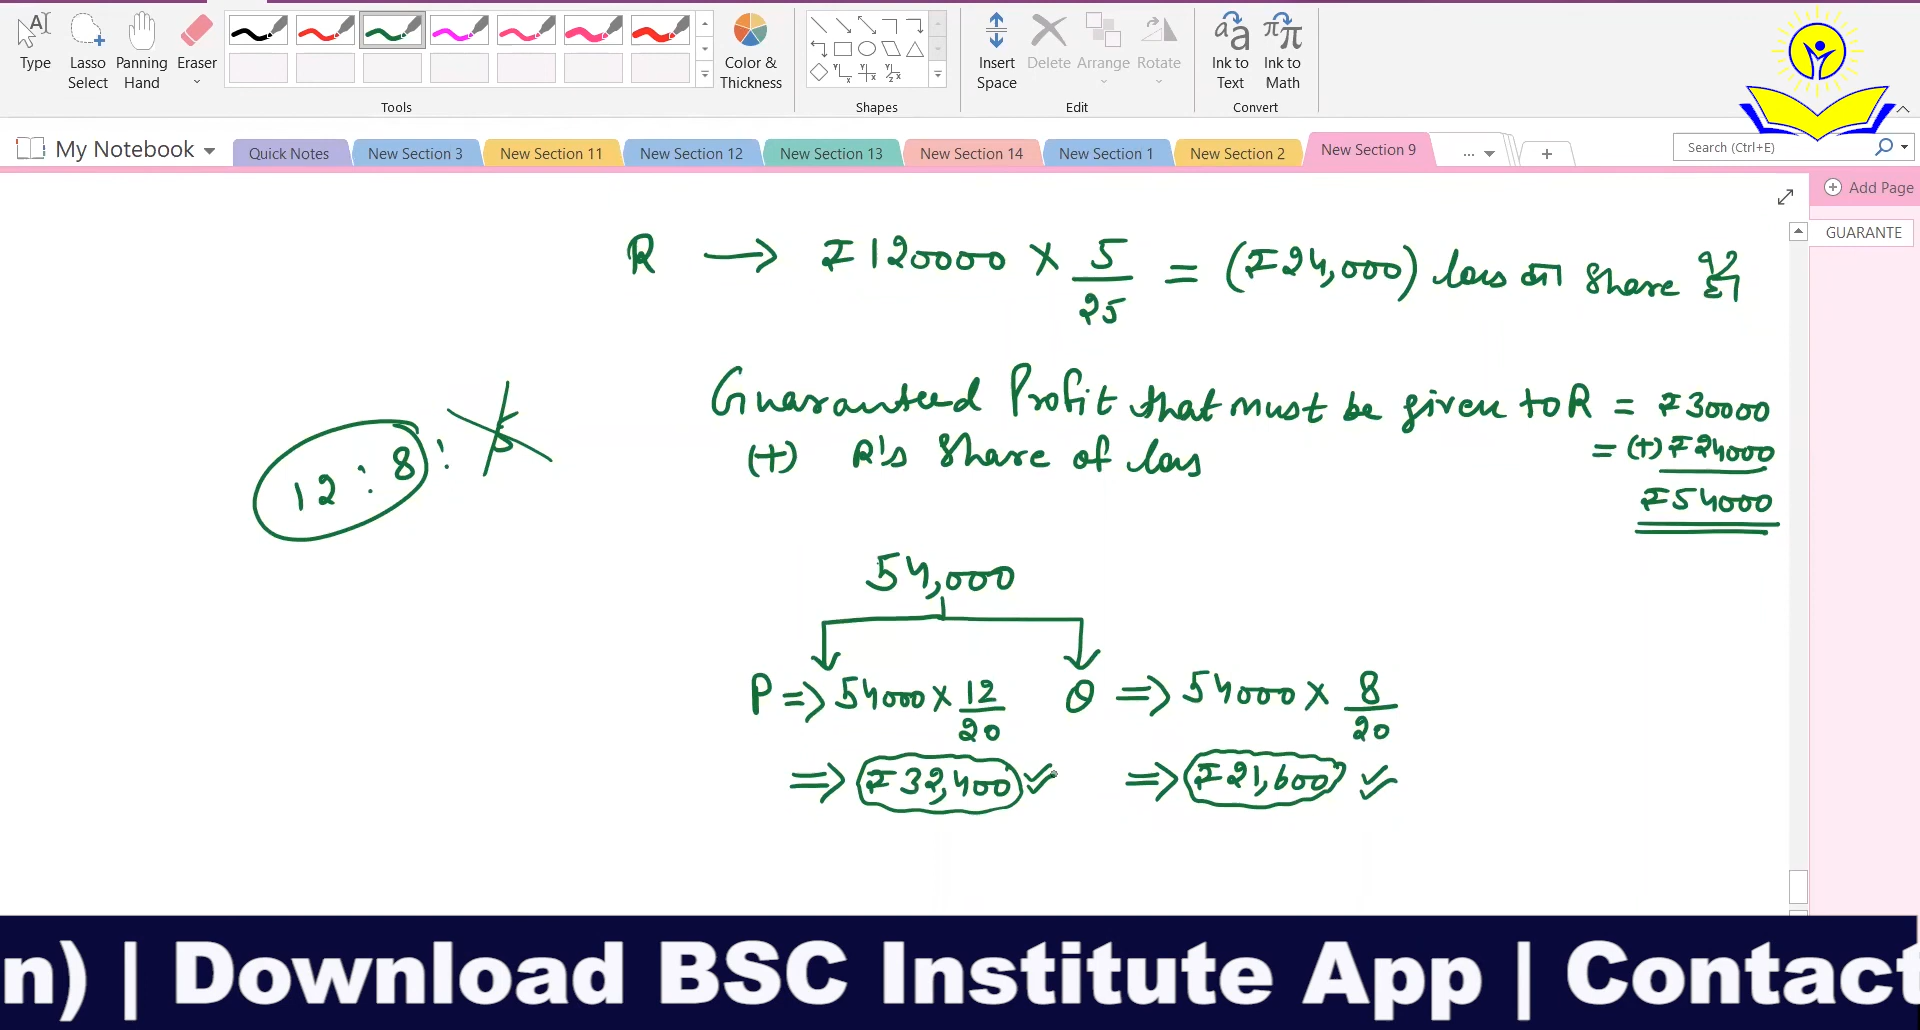 Type
Lasso Select
Panning Hand
Eraser
Color & Thickness
Insert Space
Delete
Arrange
Rotate
Ink to Text
Ink to Math
Tools
Shapes
Edit
Convert
My Notebook
Quick Notes
New Section 3
New Section 11
New Section 12
New Section 13
New Section 14
New Section 1
New Section 2
New Section 9
...
Search (Ctrl+E)
Add Page
GUARANTE
R → ₹120000 × 5/25 = (₹24,000) loss का share है
Guaranteed Profit that must be given to R = ₹30000
(+) R's Share of loss = (+) ₹24000
₹54000
12 : 8 : 5
54,000
P ⇒ 54000 × 12/20 Q ⇒ 54000 × 8/20
⇒ ₹32,400 ⇒ ₹21,600
n) | Download BSC Institute App | Contact